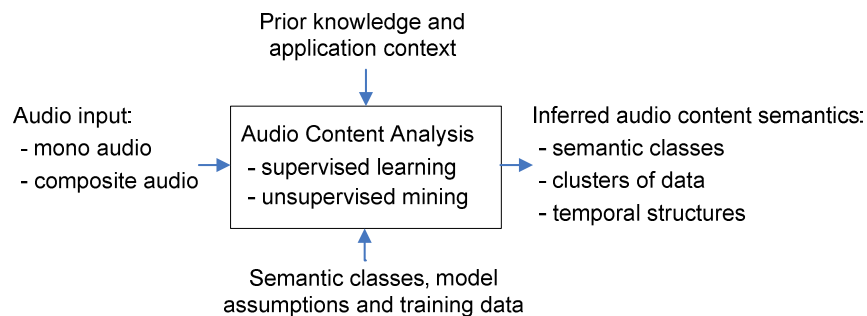 Prior knowledge and
application context
Audio input:
- mono audio
- composite audio
Audio Content Analysis
- supervised learning
- unsupervised mining
Inferred audio content semantics:
- semantic classes
- clusters of data
- temporal structures
Semantic classes, model
assumptions and training data